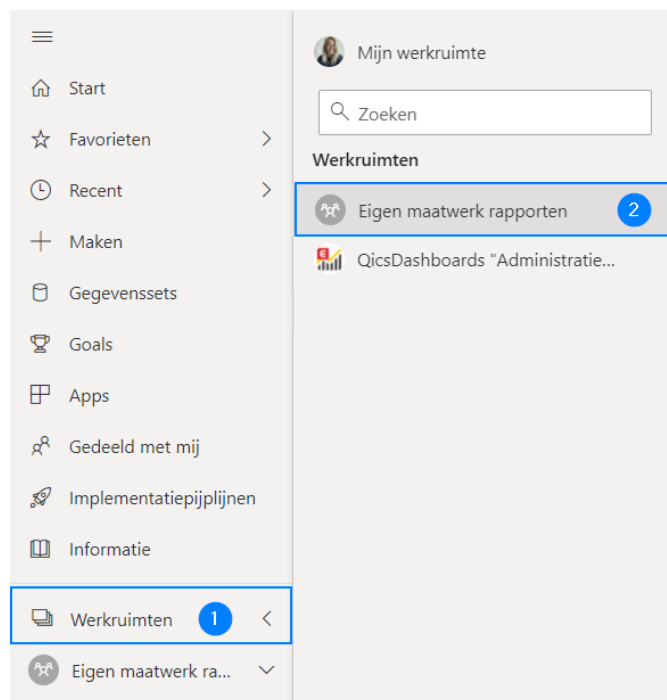 Start
Favorieten
Recent
Maken
Gegevenssets
Goals
Apps
Gedeeld met mij
Implementatiepijplijnen
Informatie
Werkruimten 1
Eigen maatwerk ra...
Mijn werkruimte
Zoeken
Werkruimten
Eigen maatwerk rapporten 2
QicsDashboards "Administratie...